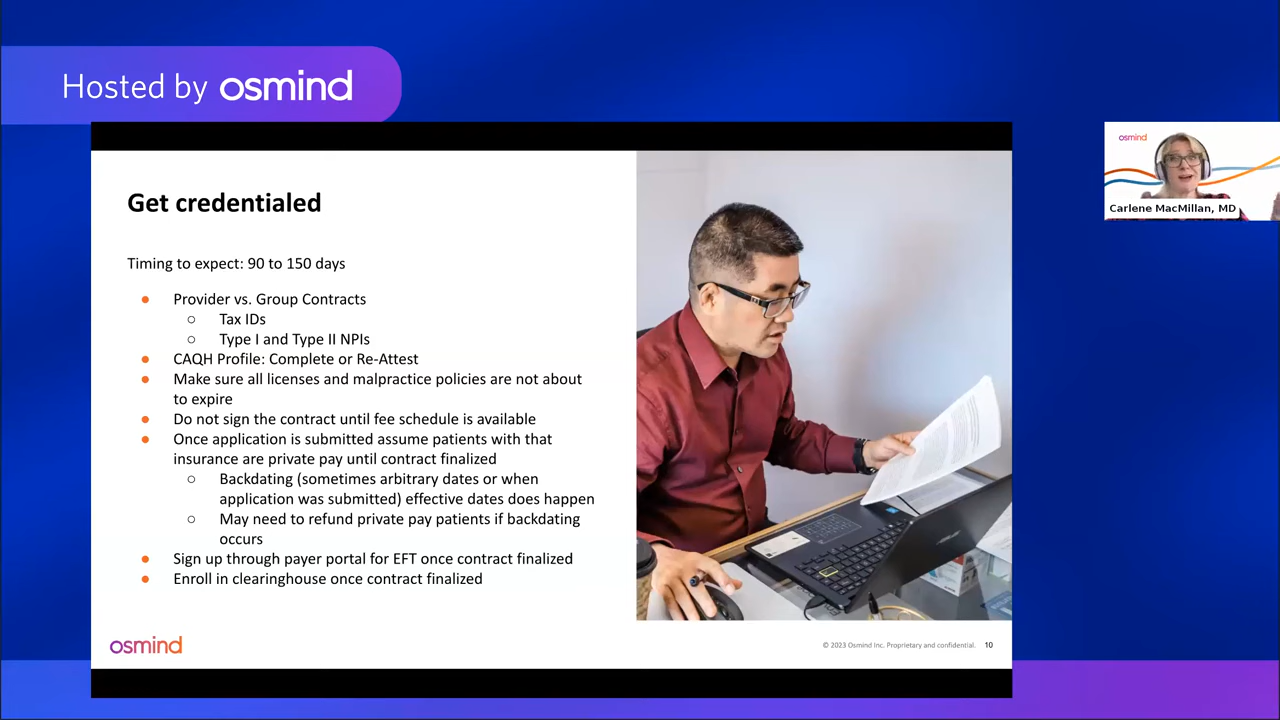 Hosted by osmind
osmind
Carlene MacMillan, MD
Get credentialed
Timing to expect: 90 to 150 days
● Provider vs. Group Contracts
○ Tax IDs
○ Type I and Type II NPIs
● CAQH Profile: Complete or Re-Attest
● Make sure all licenses and malpractice policies are not about
to expire
● Do not sign the contract until fee schedule is available
● Once application is submitted assume patients with that
insurance are private pay until contract finalized
○ Backdating (sometimes arbitrary dates or when
application was submitted) effective dates does happen
○ May need to refund private pay patients if backdating
occurs
● Sign up through payer portal for EFT once contract finalized
● Enroll in clearinghouse once contract finalized
osmind
© 2023 Osmind Inc. Proprietary and confidential. 10